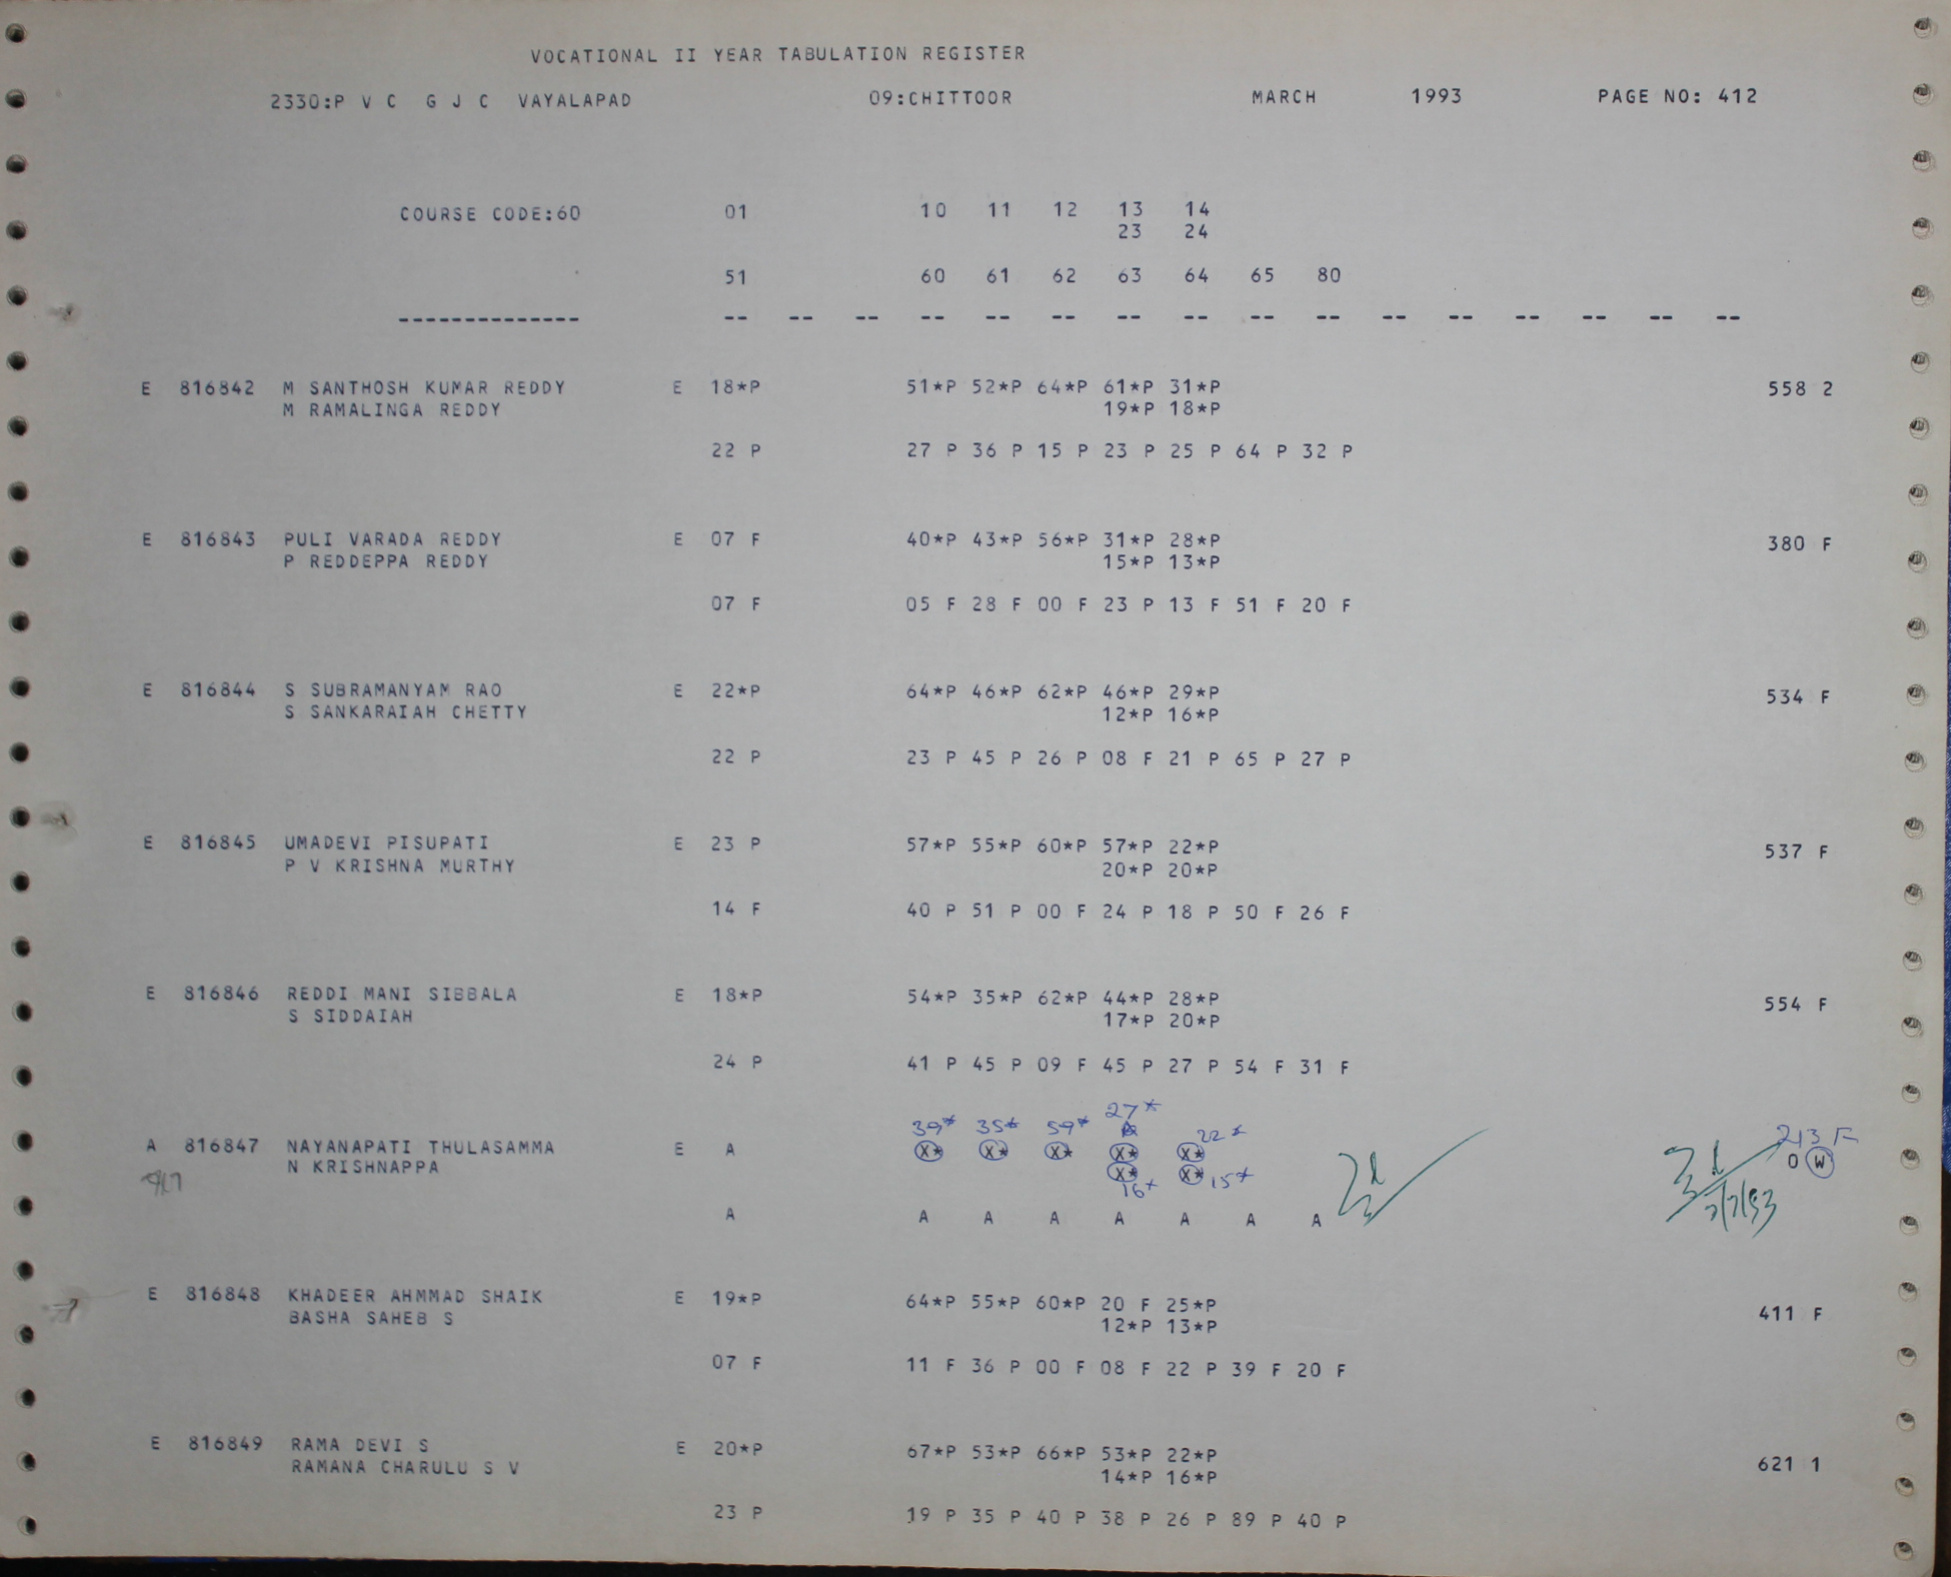 VOCATIONAL II YEAR TABULATION REGISTER
2330:P V C G J C VAYALAPAD 09:CHITTOOR MARCH 1993 PAGE NO: 412
COURSE CODE:60 01 10 11 12 13 14
23 24
51 60 61 62 63 64 65 80
-------------- -- -- -- -- -- -- -- -- -- -- -- -- -- -- -- --
E 816842 M SANTHOSH KUMAR REDDY E 18*P 51*P 52*P 64*P 61*P 31*P 558 2
M RAMALINGA REDDY 19*P 18*P
22 P 27 P 36 P 15 P 23 P 25 P 64 P 32 P
E 816843 PULI VARADA REDDY E 07 F 40*P 43*P 56*P 31*P 28*P 380 F
P REDDEPPA REDDY 15*P 13*P
07 F 05 F 28 F 00 F 23 P 13 F 51 F 20 F
E 816844 S SUBRAMANYAM RAO E 22*P 64*P 46*P 62*P 46*P 29*P 534 F
S SANKARAIAH CHETTY 12*P 16*P
22 P 23 P 45 P 26 P 08 F 21 P 65 P 27 P
E 816845 UMADEVI PISUPATI E 23 P 57*P 55*P 60*P 57*P 22*P 537 F
P V KRISHNA MURTHY 20*P 20*P
14 F 40 P 51 P 00 F 24 P 18 P 50 F 26 F
E 816846 REDDI MANI SIBBALA E 18*P 54*P 35*P 62*P 44*P 28*P 554 F
S SIDDAIAH 17*P 20*P
24 P 41 P 45 P 09 F 45 P 27 P 54 F 31 F
39* 35* 59* 27* 22* 213 F
A 816847 NAYANAPATI THULASAMMA E A X* X* X* X* X* 0 W
N KRISHNAPPA X* X* 15*
16*
7/7/93
A A A A A A A A
E 816848 KHADEER AHMMAD SHAIK E 19*P 64*P 55*P 60*P 20 F 25*P 411 F
BASHA SAHEB S 12*P 13*P
07 F 11 F 36 P 00 F 08 F 22 P 39 F 20 F
E 816849 RAMA DEVI S E 20*P 67*P 53*P 66*P 53*P 22*P 621 1
RAMANA CHARULU S V 14*P 16*P
23 P 19 P 35 P 40 P 38 P 26 P 89 P 40 P